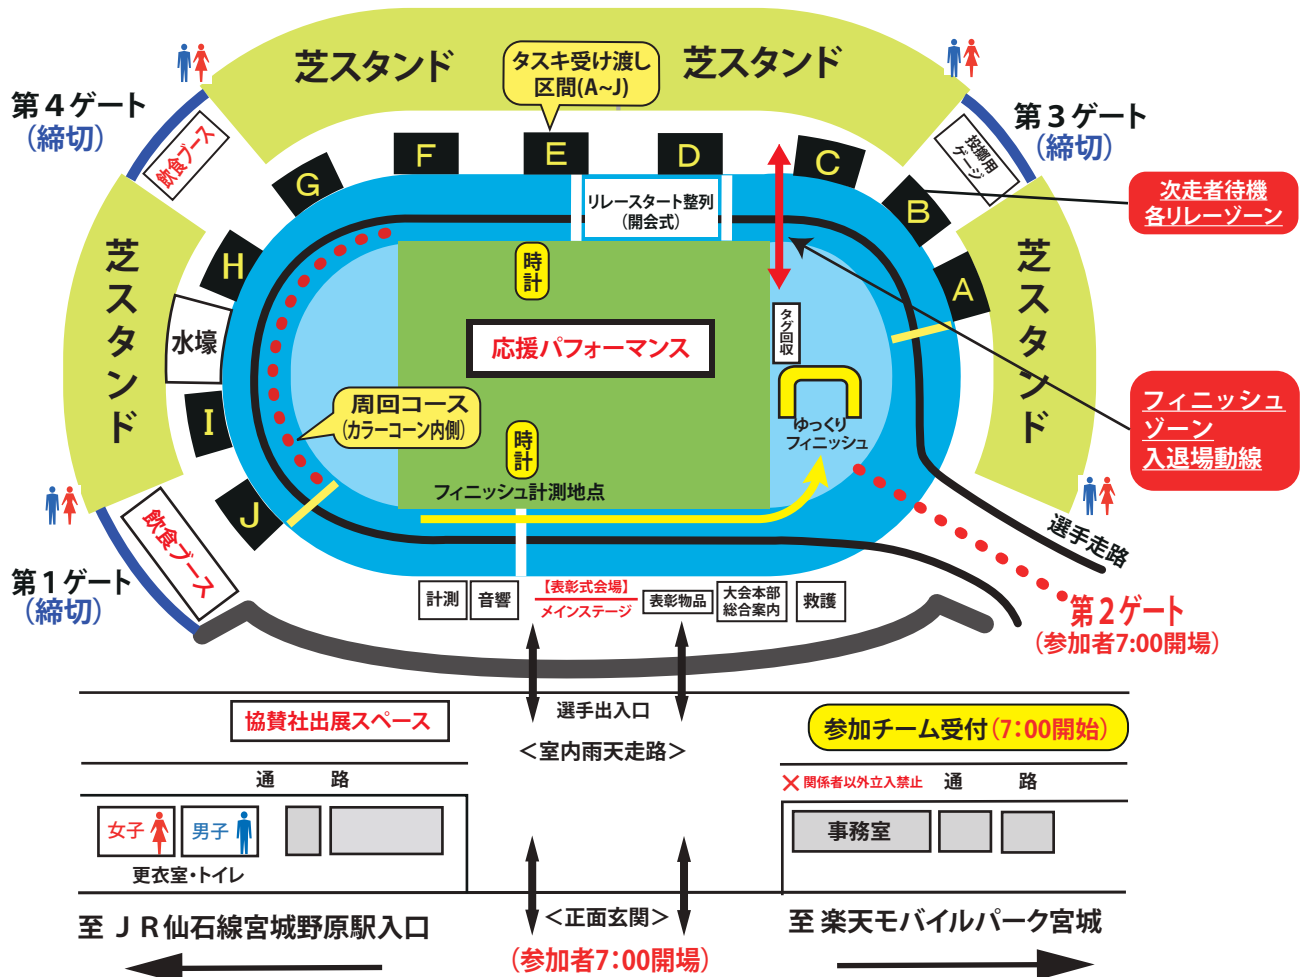 芝スタンド
タスキ受け渡し
区間(A~J)
芝スタンド
第４ゲート
(締切)
飲食ブース
第３ゲート
(締切)
投擲用
ゲージ
F
E
D
C
G
B
H
A
次走者待機
各リレーゾーン
リレースタート整列
(開会式)
時計
芝スタンド
芝スタンド
水壕
応援パフォーマンス
タグ回収
I
周回コース
(カラーコーン内側)
時計
ゆっくり
フィニッシュ
フィニッシュ
ゾーン
入退場動線
フィニッシュ計測地点
J
飲食ブース
選手走路
第１ゲート
(締切)
第２ゲート
(参加者7:00開場)
計測
音響
【表彰式会場】
メインステージ
表彰物品
大会本部
総合案内
救護
協賛社出展スペース
選手出入口
参加チーム受付(7:00開始)
＜室内雨天走路＞
通　路
×関係者以外立入禁止
通　路
女子
男子
事務室
更衣室・トイレ
至 ＪＲ仙石線宮城野原駅入口
＜正面玄関＞
(参加者7:00開場)
至 楽天モバイルパーク宮城